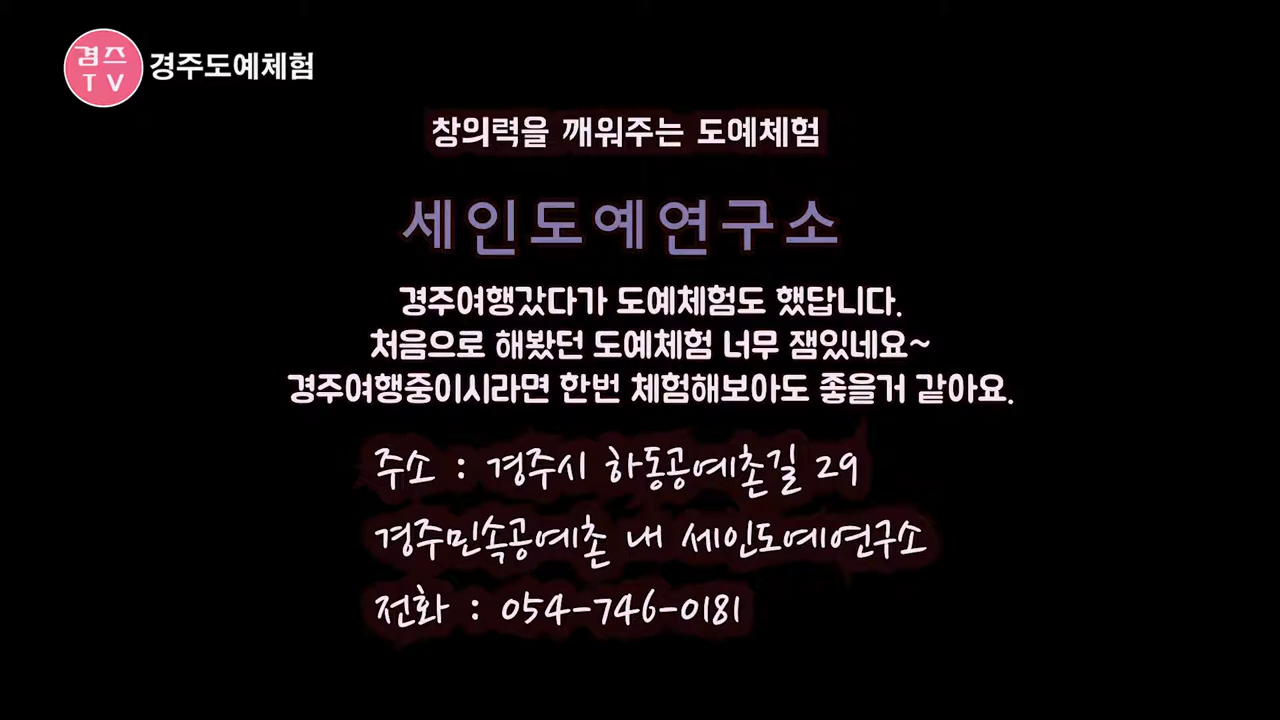 겸즈
TV
경주도예체험
창의력을 깨워주는 도예체험
세인도예연구소
경주여행갔다가 도예체험도 했답니다.
처음으로 해봤던 도예체험 너무 잼있네요~
경주여행중이시라면 한번 체험해보아도 좋을거 같아요.
주소 : 경주시 하동공예촌길 29
경주민속공예촌 내 세인도예연구소
전화 : 054-746-0181